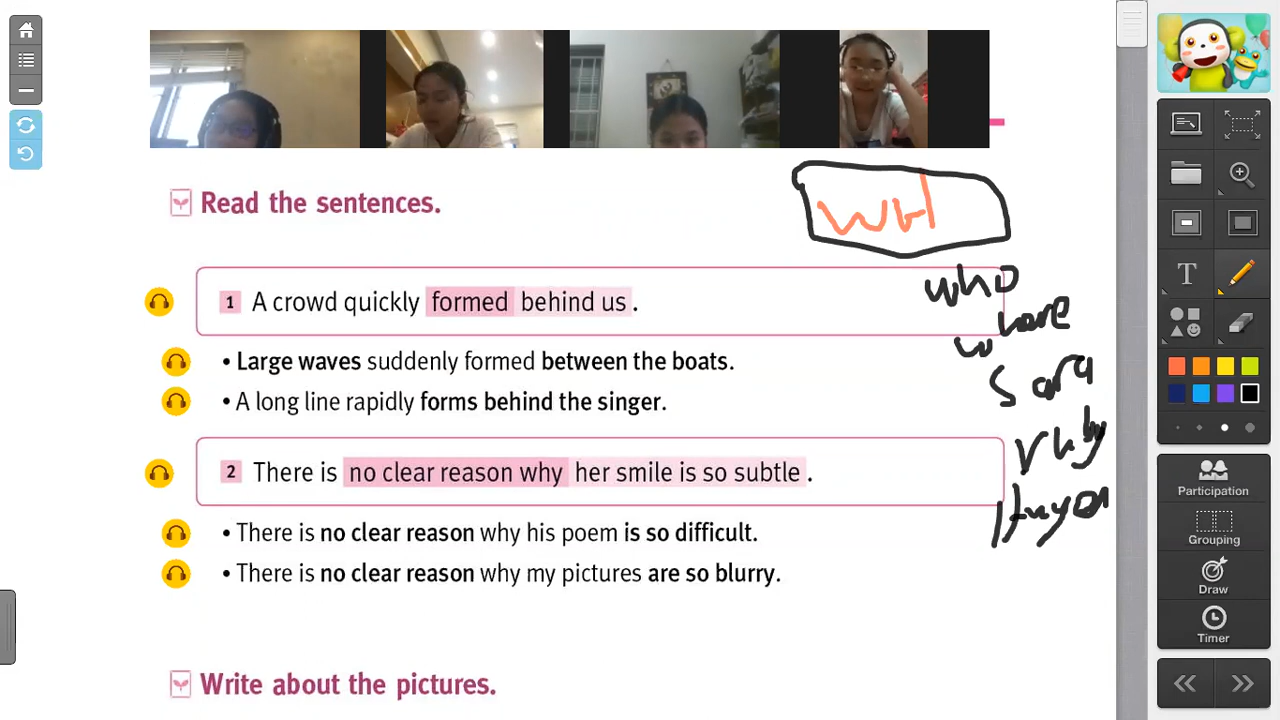 WH
Read the sentences.
who
1 A crowd quickly formed behind us.
where
w
• Large waves suddenly formed between the boats.
Sara
• A long line rapidly forms behind the singer.
2 There is no clear reason why her smile is so subtle.
Huyen
• There is no clear reason why his poem is so difficult.
• There is no clear reason why my pictures are so blurry.
Write about the pictures.
T
Participation
Grouping
Draw
Timer